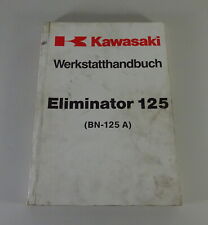 Kawasaki
Werkstatthandbuch
Eliminator 125
(BN-125 A)